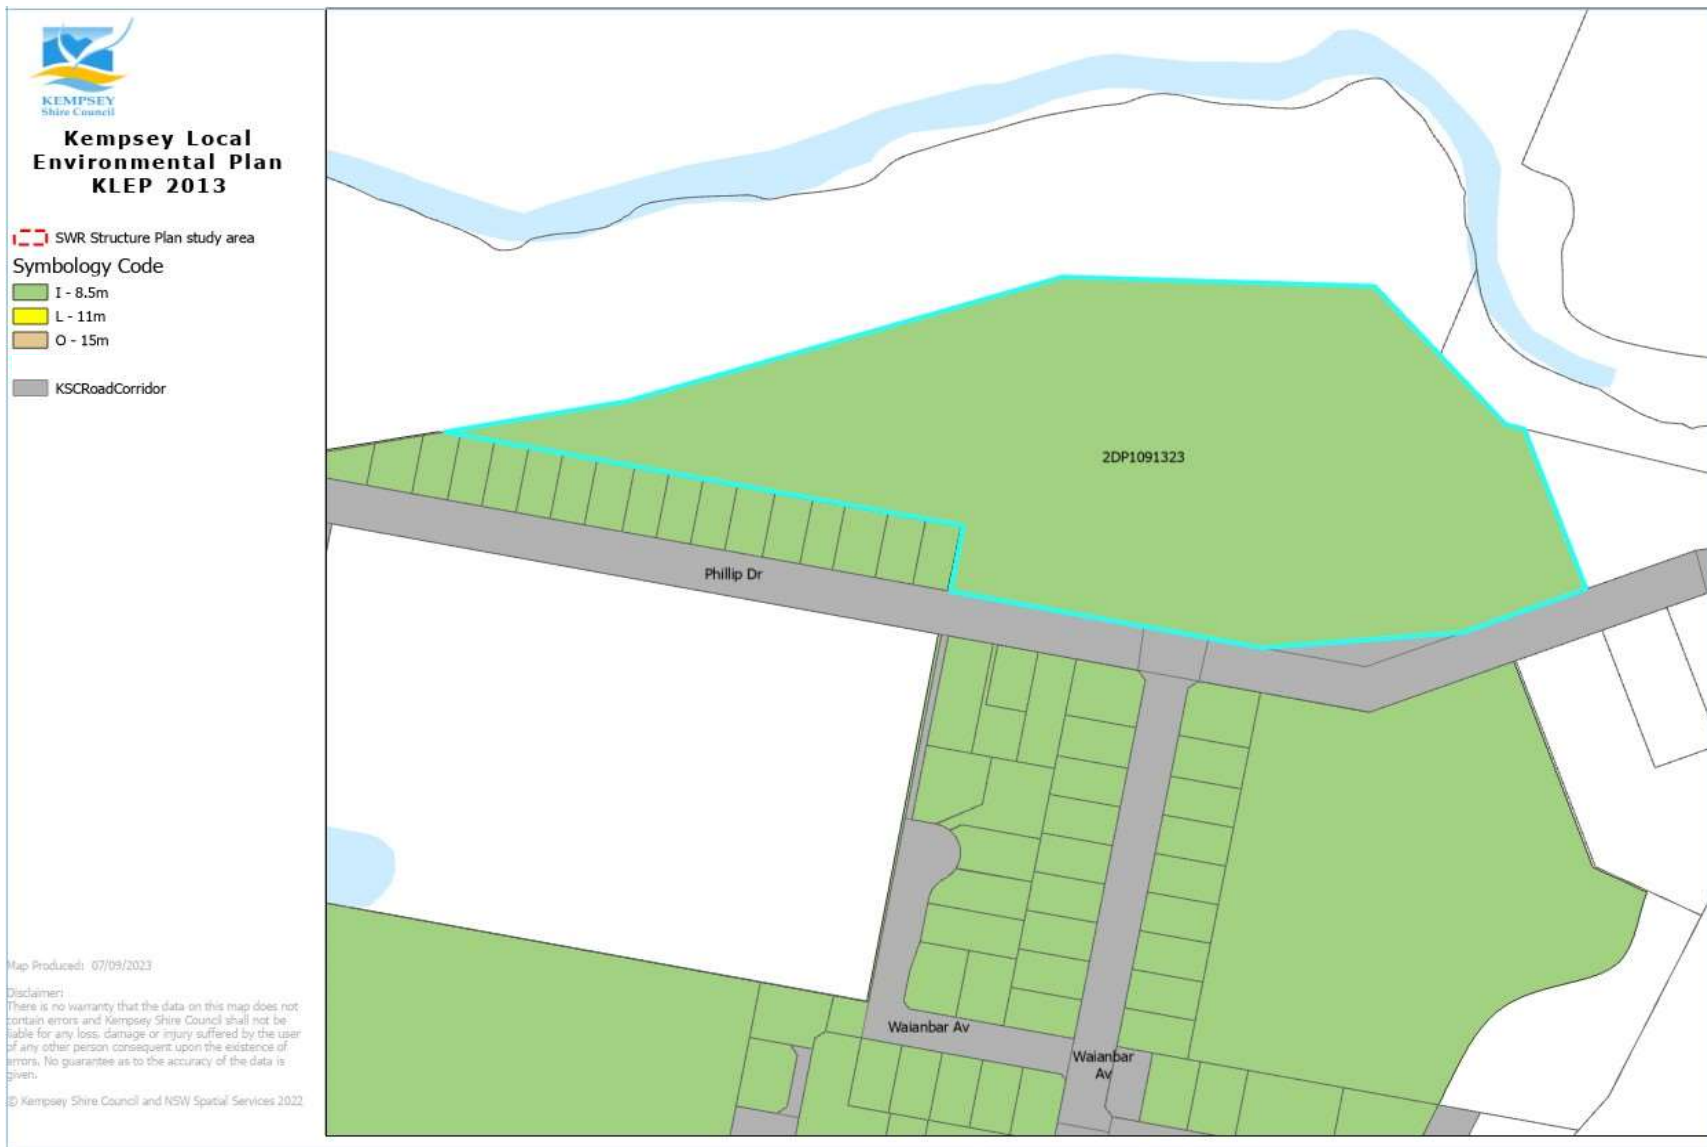 KEMPSEY
Shire Council
Kempsey Local
Environmental Plan
KLEP 2013
SWR Structure Plan study area
Symbology Code
I - 8.5m
L - 11m
O - 15m
KSCRoadCorridor
Map Produced: 07/09/2023
Disclaimer:
There is no warranty that the data on this map does not
contain errors and Kempsey Shire Council shall not be
liable for any loss, damage or injury suffered by the user
of any other person consequent upon the existence of
errors. No guarantee as to the accuracy of the data is
given.
© Kempsey Shire Council and NSW Spatial Services 2022
2DP1091323
Phillip Dr
Waianbar Av
Waianbar
Av